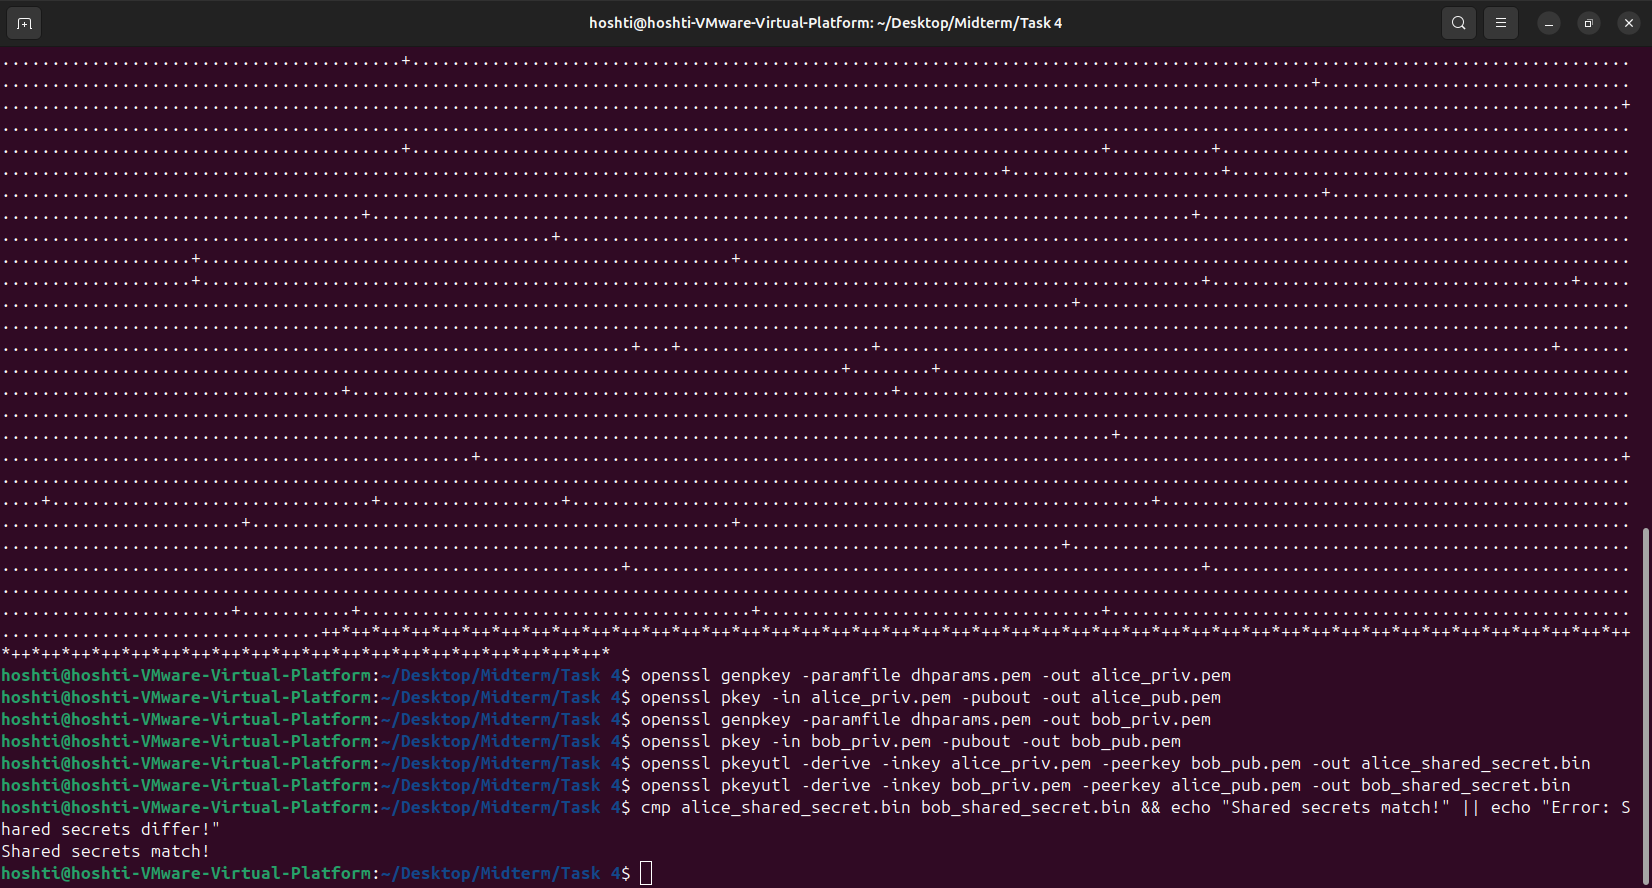 hoshti@hoshti-VMware-Virtual-Platform: ~/Desktop/Midterm/Task 4
hoshti@hoshti-VMware-Virtual-Platform:~/Desktop/Midterm/Task 4$ openssl genpkey -paramfile dhparams.pem -out alice_priv.pem
hoshti@hoshti-VMware-Virtual-Platform:~/Desktop/Midterm/Task 4$ openssl pkey -in alice_priv.pem -pubout -out alice_pub.pem
hoshti@hoshti-VMware-Virtual-Platform:~/Desktop/Midterm/Task 4$ openssl genpkey -paramfile dhparams.pem -out bob_priv.pem
hoshti@hoshti-VMware-Virtual-Platform:~/Desktop/Midterm/Task 4$ openssl pkey -in bob_priv.pem -pubout -out bob_pub.pem
hoshti@hoshti-VMware-Virtual-Platform:~/Desktop/Midterm/Task 4$ openssl pkeyutl -derive -inkey alice_priv.pem -peerkey bob_pub.pem -out alice_shared_secret.bin
hoshti@hoshti-VMware-Virtual-Platform:~/Desktop/Midterm/Task 4$ openssl pkeyutl -derive -inkey bob_priv.pem -peerkey alice_pub.pem -out bob_shared_secret.bin
hoshti@hoshti-VMware-Virtual-Platform:~/Desktop/Midterm/Task 4$ cmp alice_shared_secret.bin bob_shared_secret.bin && echo "Shared secrets match!" || echo "Error: S
hared secrets differ!"
Shared secrets match!
hoshti@hoshti-VMware-Virtual-Platform:~/Desktop/Midterm/Task 4$